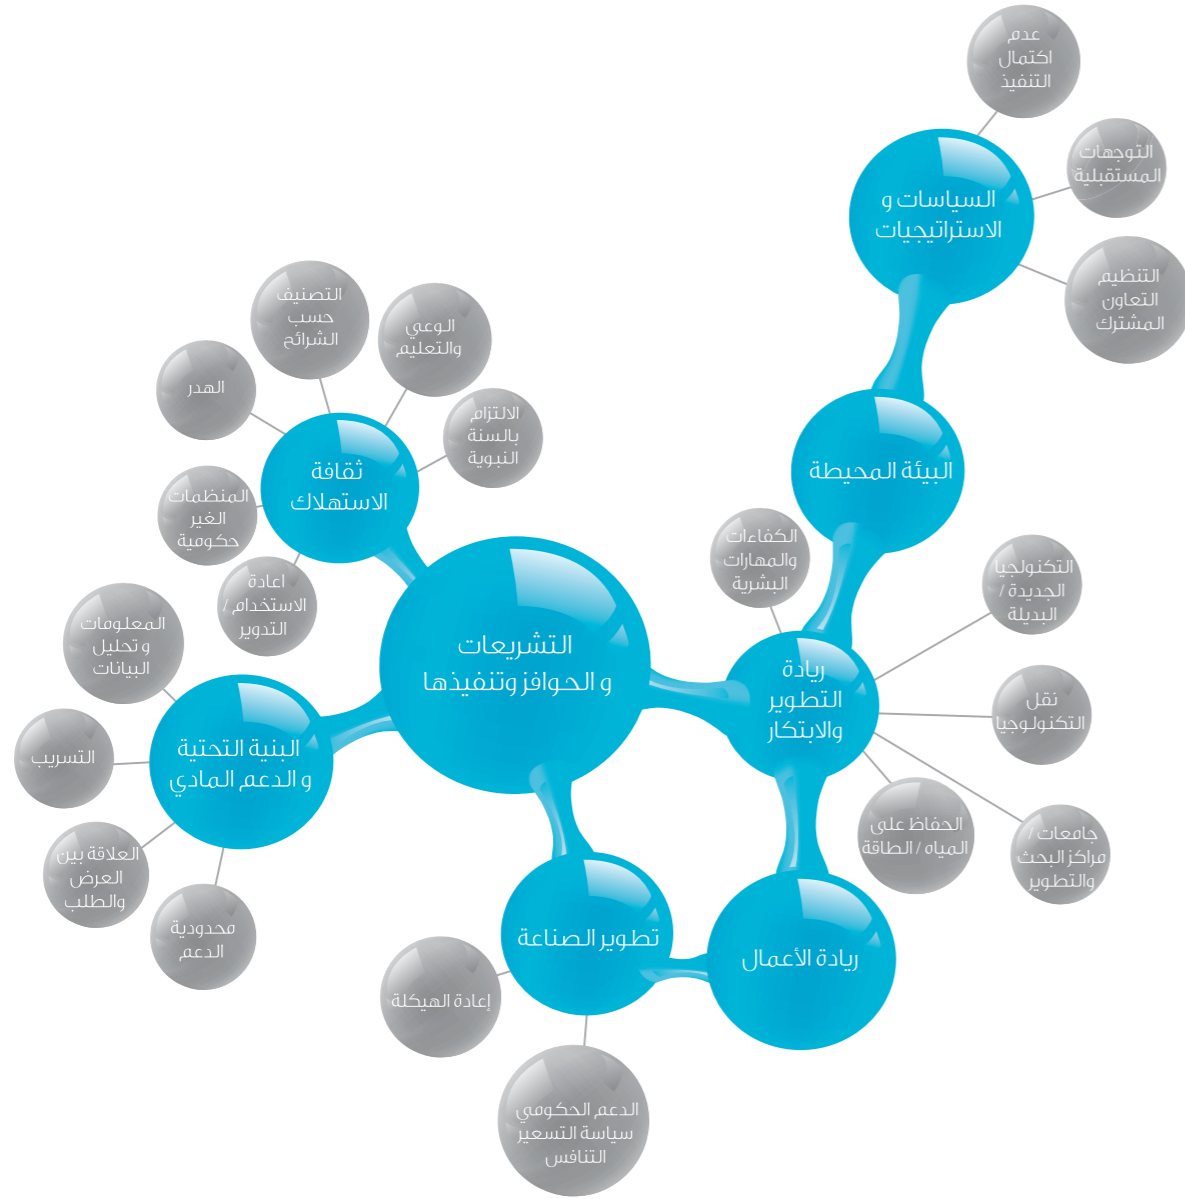 عدم
اكتمال
التنفيذ
التوجهات
المستقبلية
السياسات و
الاستراتيجيات
التنظيم
التعاون
المشترك
التصنيف
حسب
الشرائح
الوعي
والتعليم
الهدر
الالتزام
بالسنة
النبوية
ثقافة
الاستهلاك
البيئة المحيطة
المنظمات
الغير
حكومية
الكفاءات
والمهارات
البشرية
التكنولجيا
الجديدة /
البديلة
اعادة
الاستخدام /
التدوير
المعلومات
و تحليل
البيانات
التشريعات
و الحوافز وتنفيذها
ريادة
التطوير
والابتكار
نقل
التكنولوجيا
البنية التحتية
و الدعم المادي
التسريب
الحفاظ على
المياه / الطاقة
جامعات /
مراكز البحث
والتطوير
العلاقة بين
العرض
والطلب
محدودية
الدعم
تطوير الصناعة
ريادة الأعمال
إعادة الهيكلة
الدعم الحكومي
سياسة التسعير
التنافس